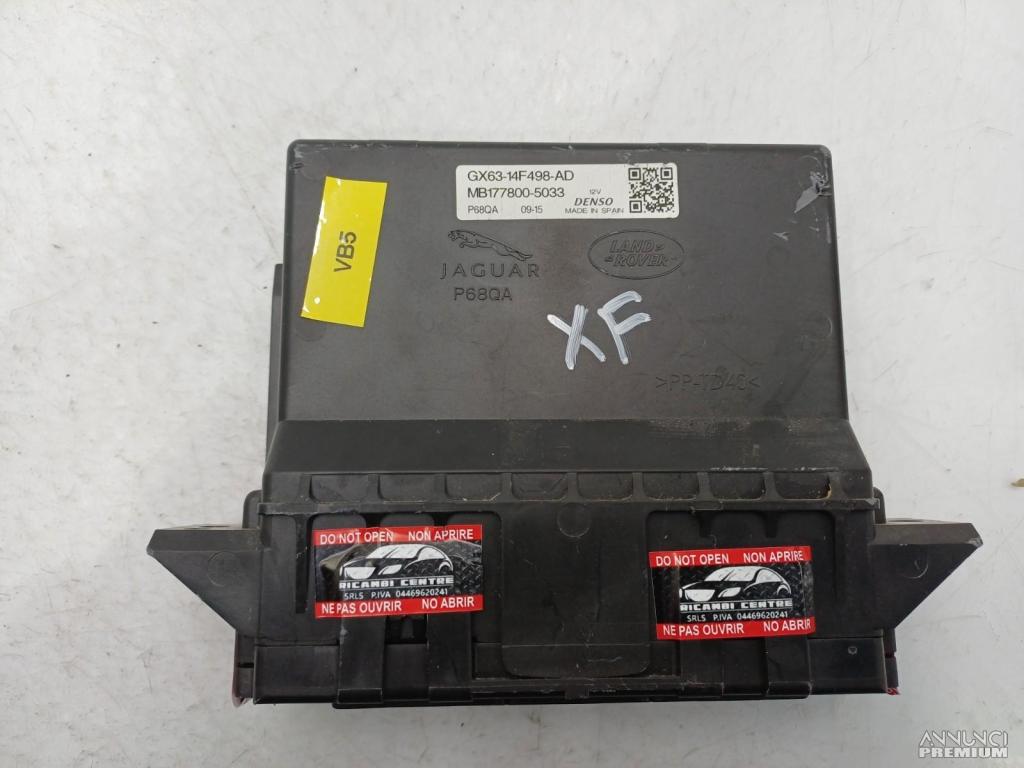 GX63-14F498-AD
MB177800-5033
12V
P68QA 09-15 DENSO MADE IN SPAIN
VB5
JAGUAR
LAND ROVER
P68QA
XF
>PP-TD40<
DO NOT OPEN NON APRIRE
RICAMBI CENTRE
SRLS P.IVA 04469620241
NE PAS OUVRIR NO ABRIR
DO NOT OPEN NON APRIRE
RICAMBI CENTRE
SRLS P.IVA 04469620241
NE PAS OUVRIR NO ABRIR
ANNUNCI
PREMIUM